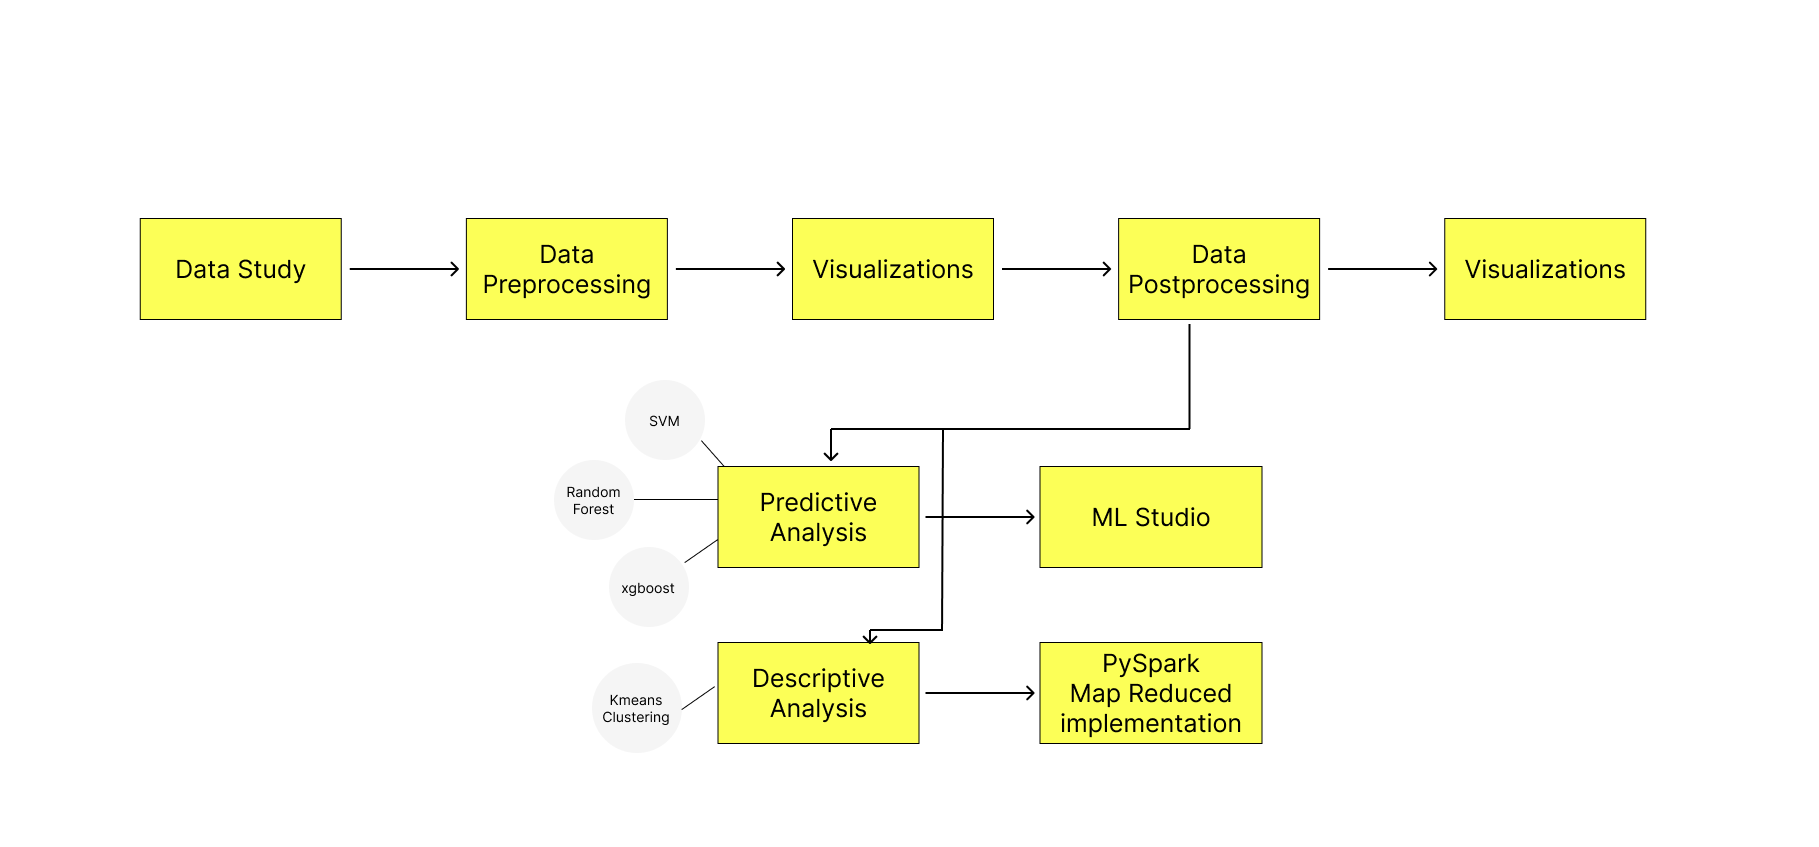 Data Study
Data
Preprocessing
Visualizations
Data
Postprocessing
Visualizations
SVM
Random
Forest
xgboost
Predictive
Analysis
ML Studio
Kmeans
Clustering
Descriptive
Analysis
PySpark
Map Reduced
implementation